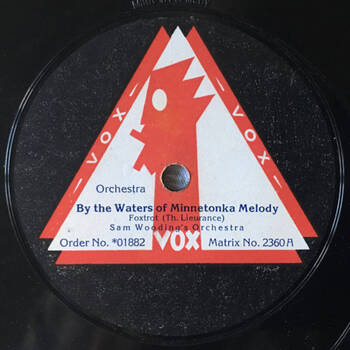 VOX
VOX
Orchestra
By the Waters of Minnetonka Melody
Foxtrot (Th. Lieurance)
Sam Wooding's Orchestra
Order No. *01882
Matrix No. 2360 A
VOX